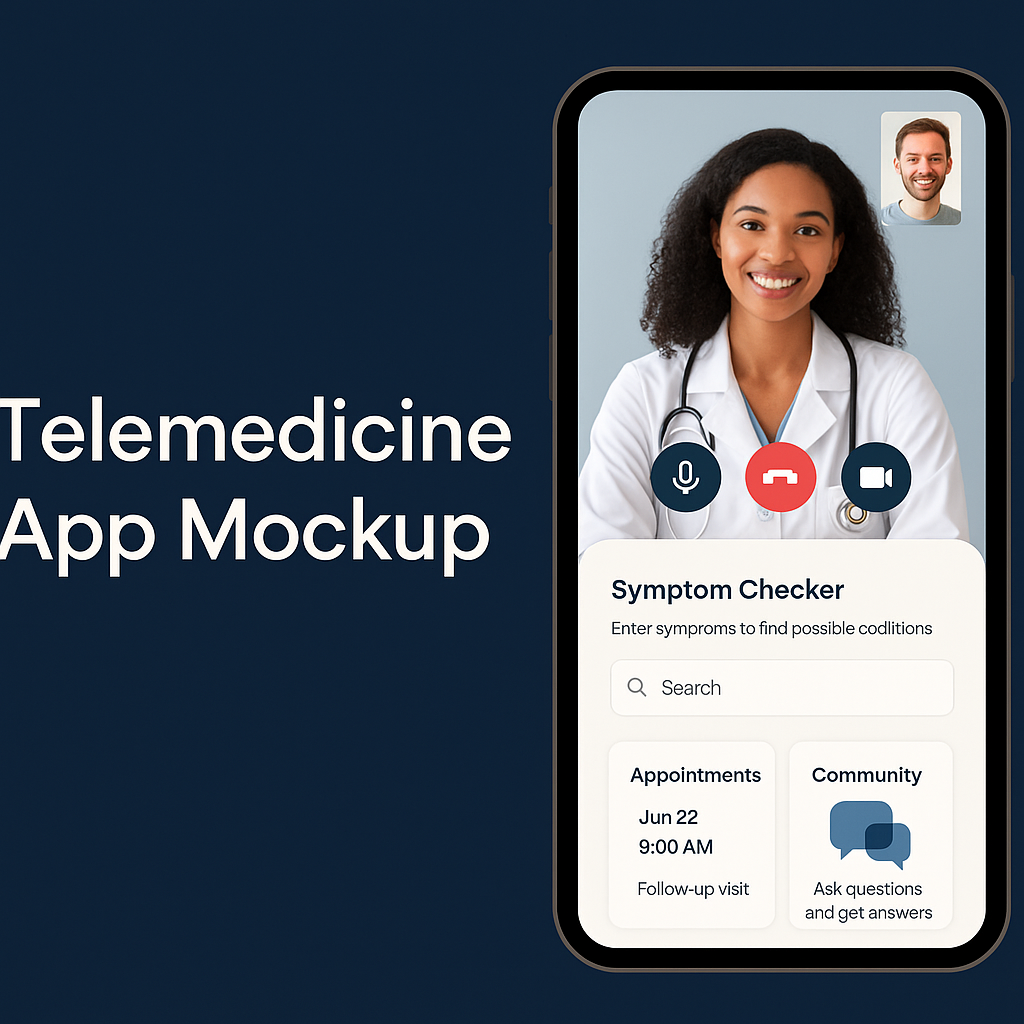 Telemedicine
App Mockup
Symptom Checker
Enter symproms to find possible codlitions
Search
Appointments
Jun 22
9:00 AM
Follow-up visit
Community
Ask questions
and get answers